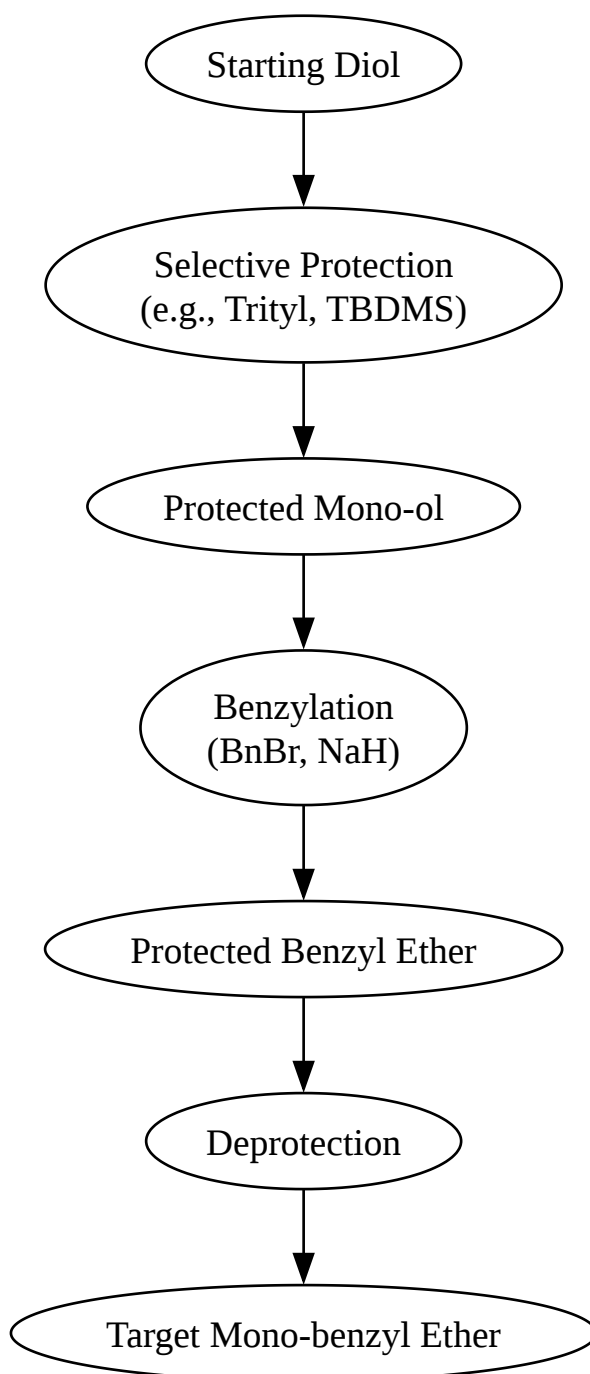 Starting Diol
Selective Protection
(e.g., Trityl, TBDMS)
Protected Mono-ol
Benzylation
(BnBr, NaH)
Protected Benzyl Ether
Deprotection
Target Mono-benzyl Ether